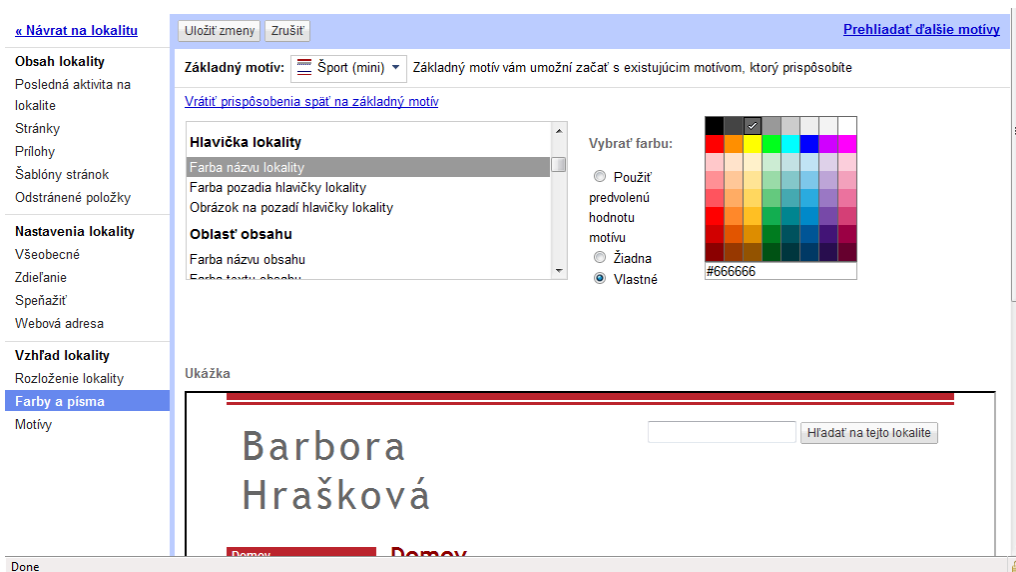 « Návrat na lokalitu
Obsah lokality
Posledná aktivita na
lokalite
Stránky
Prílohy
Šablóny stránok
Odstránené položky
Nastavenia lokality
Všeobecné
Zdieľanie
Speňažiť
Webová adresa
Vzhľad lokality
Rozloženie lokality
Farby a písma
Motívy
Uložiť zmeny Zrušiť
Prehliadať ďalšie motívy
Základný motív: Šport (mini) Základný motív vám umožní začať s existujúcim motívom, ktorý prispôsobíte
Vrátiť prispôsobenia späť na základný motív
Hlavička lokality
Farba názvu lokality
Farba pozadia hlavičky lokality
Obrázok na pozadí hlavičky lokality
Oblasť obsahu
Farba názvu obsahu
Farba textu obsahu
Vybrať farbu:
Použiť
predvolenú
hodnotu
motívu
Žiadna
Vlastné
#666666
Ukážka
Barbora
Hrašková
Hľadať na tejto lokalite
Domov
Domov
Done